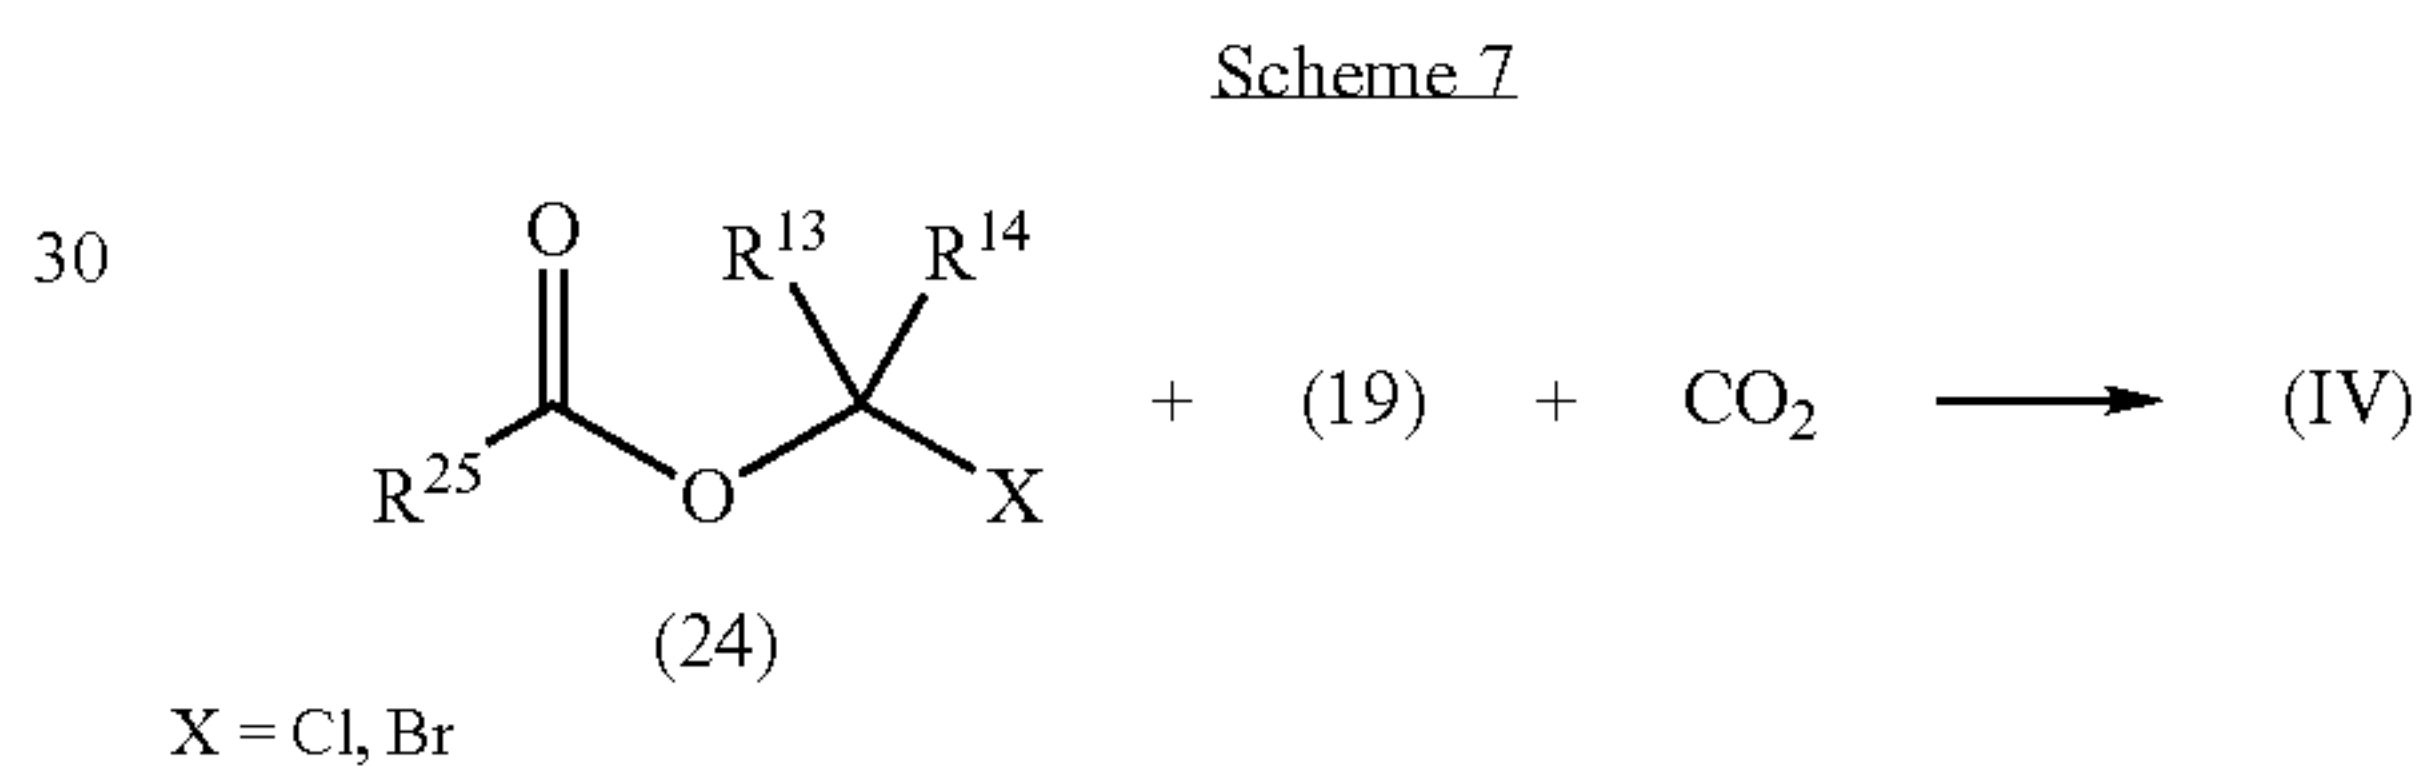 Scheme 7
30
O
R¹³ R¹⁴
+ (19) + CO₂ ⟶ (IV)
R²⁵ O X
(24)
X = Cl, Br